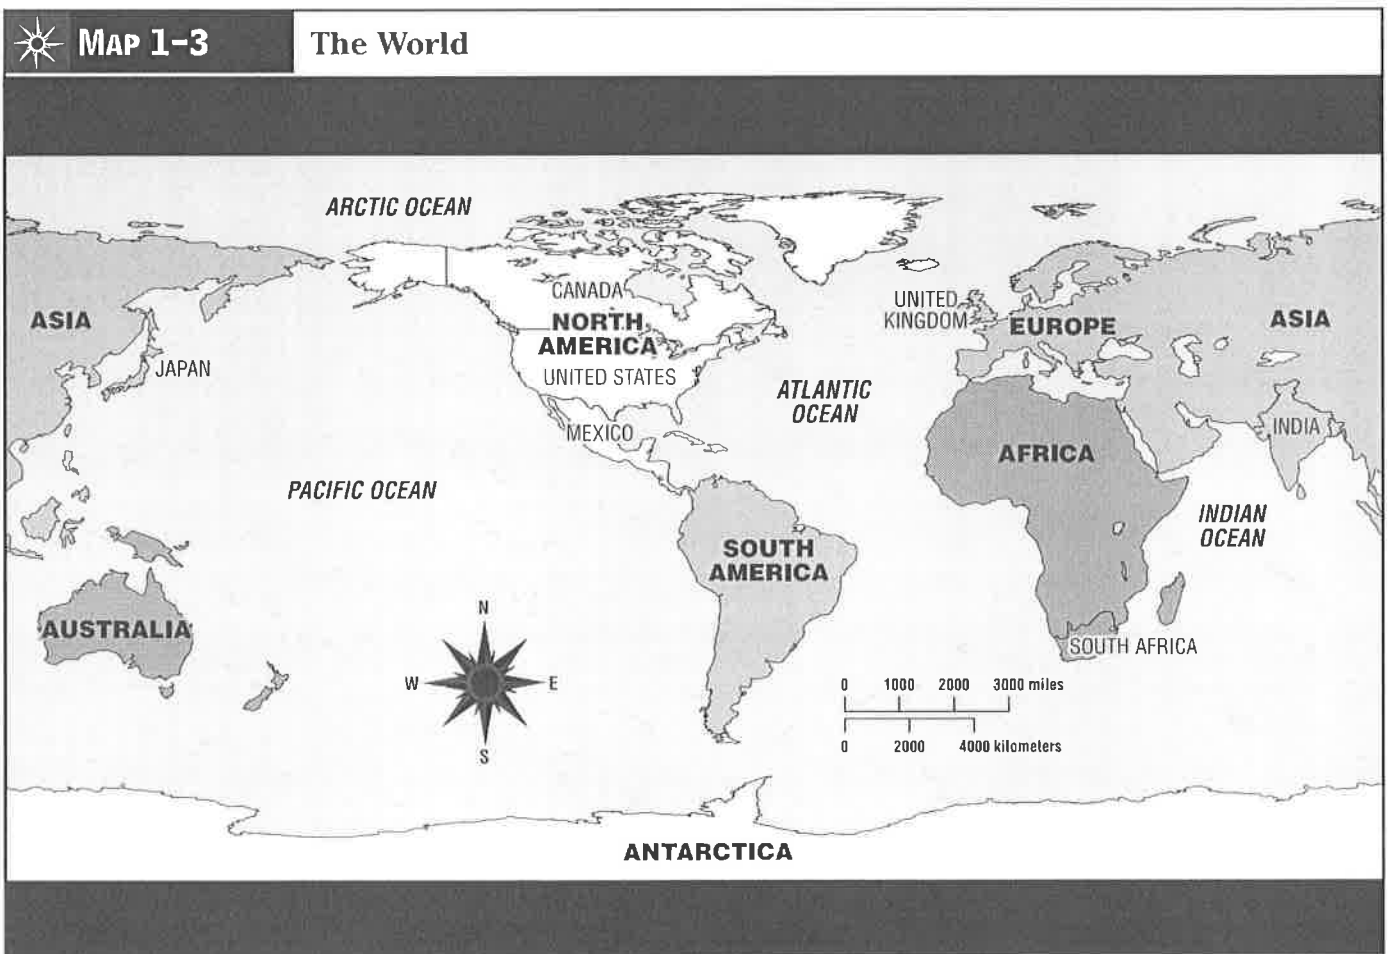 MAP 1-3
The World
ARCTIC OCEAN
CANADA
NORTH
AMERICA
UNITED STATES
MEXICO
ASIA
JAPAN
UNITED
KINGDOM
EUROPE
ASIA
ATLANTIC
OCEAN
INDIA
AFRICA
PACIFIC OCEAN
INDIAN
OCEAN
SOUTH
AMERICA
AUSTRALIA
SOUTH AFRICA
N
W E
S
0 1000 2000 3000 miles
0 2000 4000 kilometers
ANTARCTICA